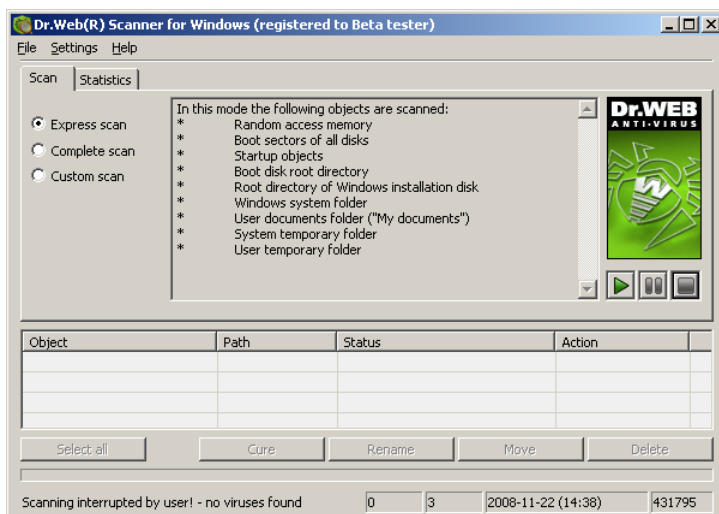 Dr.Web(R) Scanner for Windows (registered to Beta tester)
File Settings Help
Scan Statistics
Express scan
Complete scan
Custom scan
In this mode the following objects are scanned:
* Random access memory
* Boot sectors of all disks
* Startup objects
* Boot disk root directory
* Root directory of Windows installation disk
* Windows system folder
* User documents folder ("My documents")
* System temporary folder
* User temporary folder
Dr.WEB
ANTI-VIRUS
Object Path Status Action
Select all Cure Rename Move Delete
Scanning interrupted by user! - no viruses found 0 3 2008-11-22 (14:38) 431795